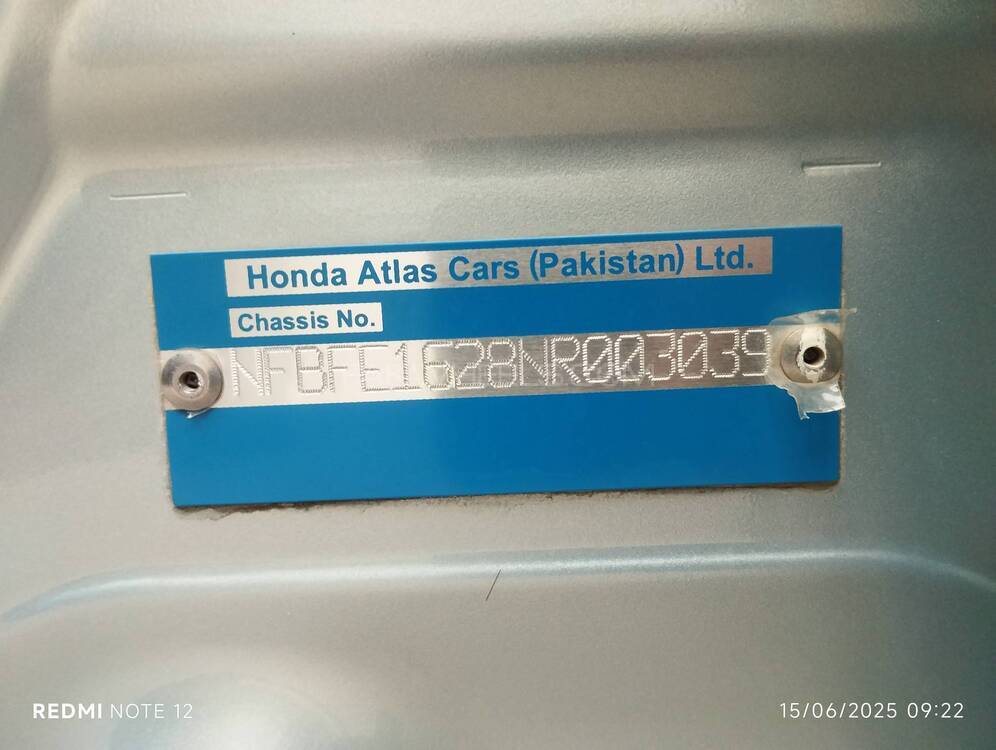 Honda Atlas Cars (Pakistan) Ltd.
Chassis No.
NFBFE1628NR003039
REDMI NOTE 12
15/06/2025 09:22